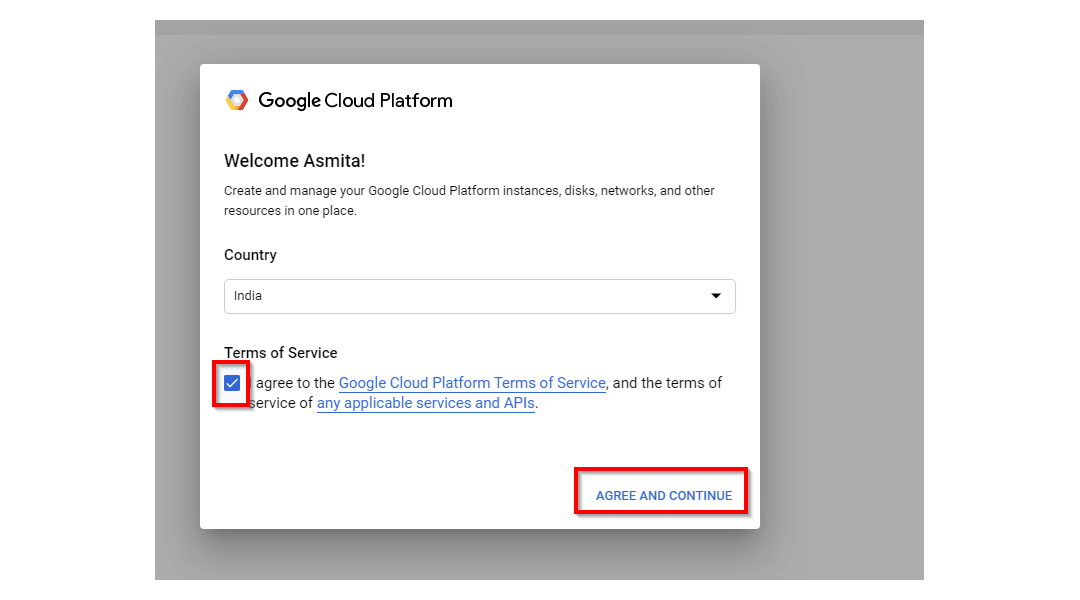 Google Cloud Platform
Welcome Asmita!
Create and manage your Google Cloud Platform instances, disks, networks, and other
resources in one place.
Country
India
Terms of Service
I agree to the Google Cloud Platform Terms of Service, and the terms of
service of any applicable services and APIs.
AGREE AND CONTINUE